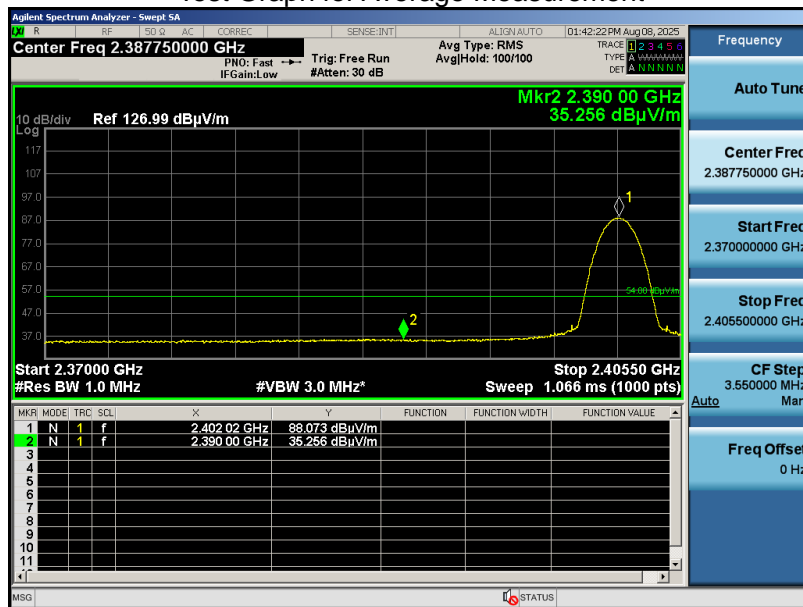 Test Graph for Average Measurement
Agilent Spectrum Analyzer - Swept SA
R RF 50 Ω AC CORREC SENSE:INT ALIGN AUTO 01:42:22 PM Aug 08, 2025
Center Freq 2.387750000 GHz
PNO: Fast
IFGain:Low
Trig: Free Run
#Atten: 30 dB
Avg Type: RMS
Avg|Hold: 100/100
TRACE 1 2 3 4 5 6
TYPE A
DET A N N N N N
Mkr2 2.390 00 GHz
35.256 dBµV/m
10 dB/div Ref 126.99 dBµV/m
Log
117
107
97.0
87.0
77.0
67.0
57.0
47.0
37.0
1
54.00 dBµV/m
2
Start 2.37000 GHz Stop 2.40550 GHz
#Res BW 1.0 MHz #VBW 3.0 MHz* Sweep 1.066 ms (1000 pts)
MKR MODE TRC SCL X Y FUNCTION FUNCTION WIDTH FUNCTION VALUE
1 N 1 f 2.402 02 GHz 88.073 dBµV/m
2 N 1 f 2.390 00 GHz 35.256 dBµV/m
3
4
5
6
7
8
9
10
11
MSG STATUS
Frequency
Auto Tune
Center Freq
2.387750000 GHz
Start Freq
2.370000000 GHz
Stop Freq
2.405500000 GHz
CF Step
3.550000 MHz
Auto Man
Freq Offset
0 Hz